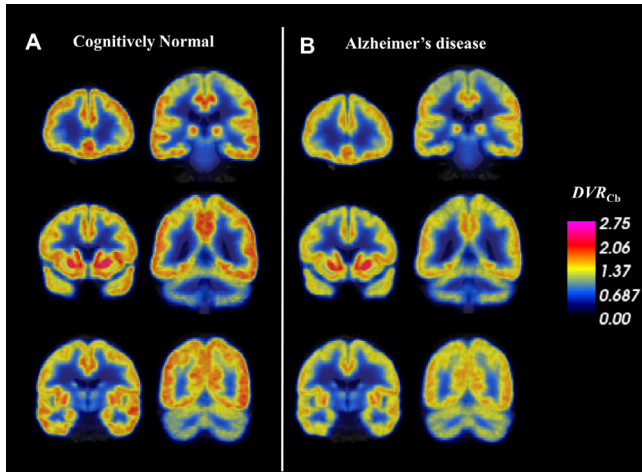 A Cognitively Normal
B Alzheimer's disease
DVRCb
2.75
2.06
1.37
0.687
0.00